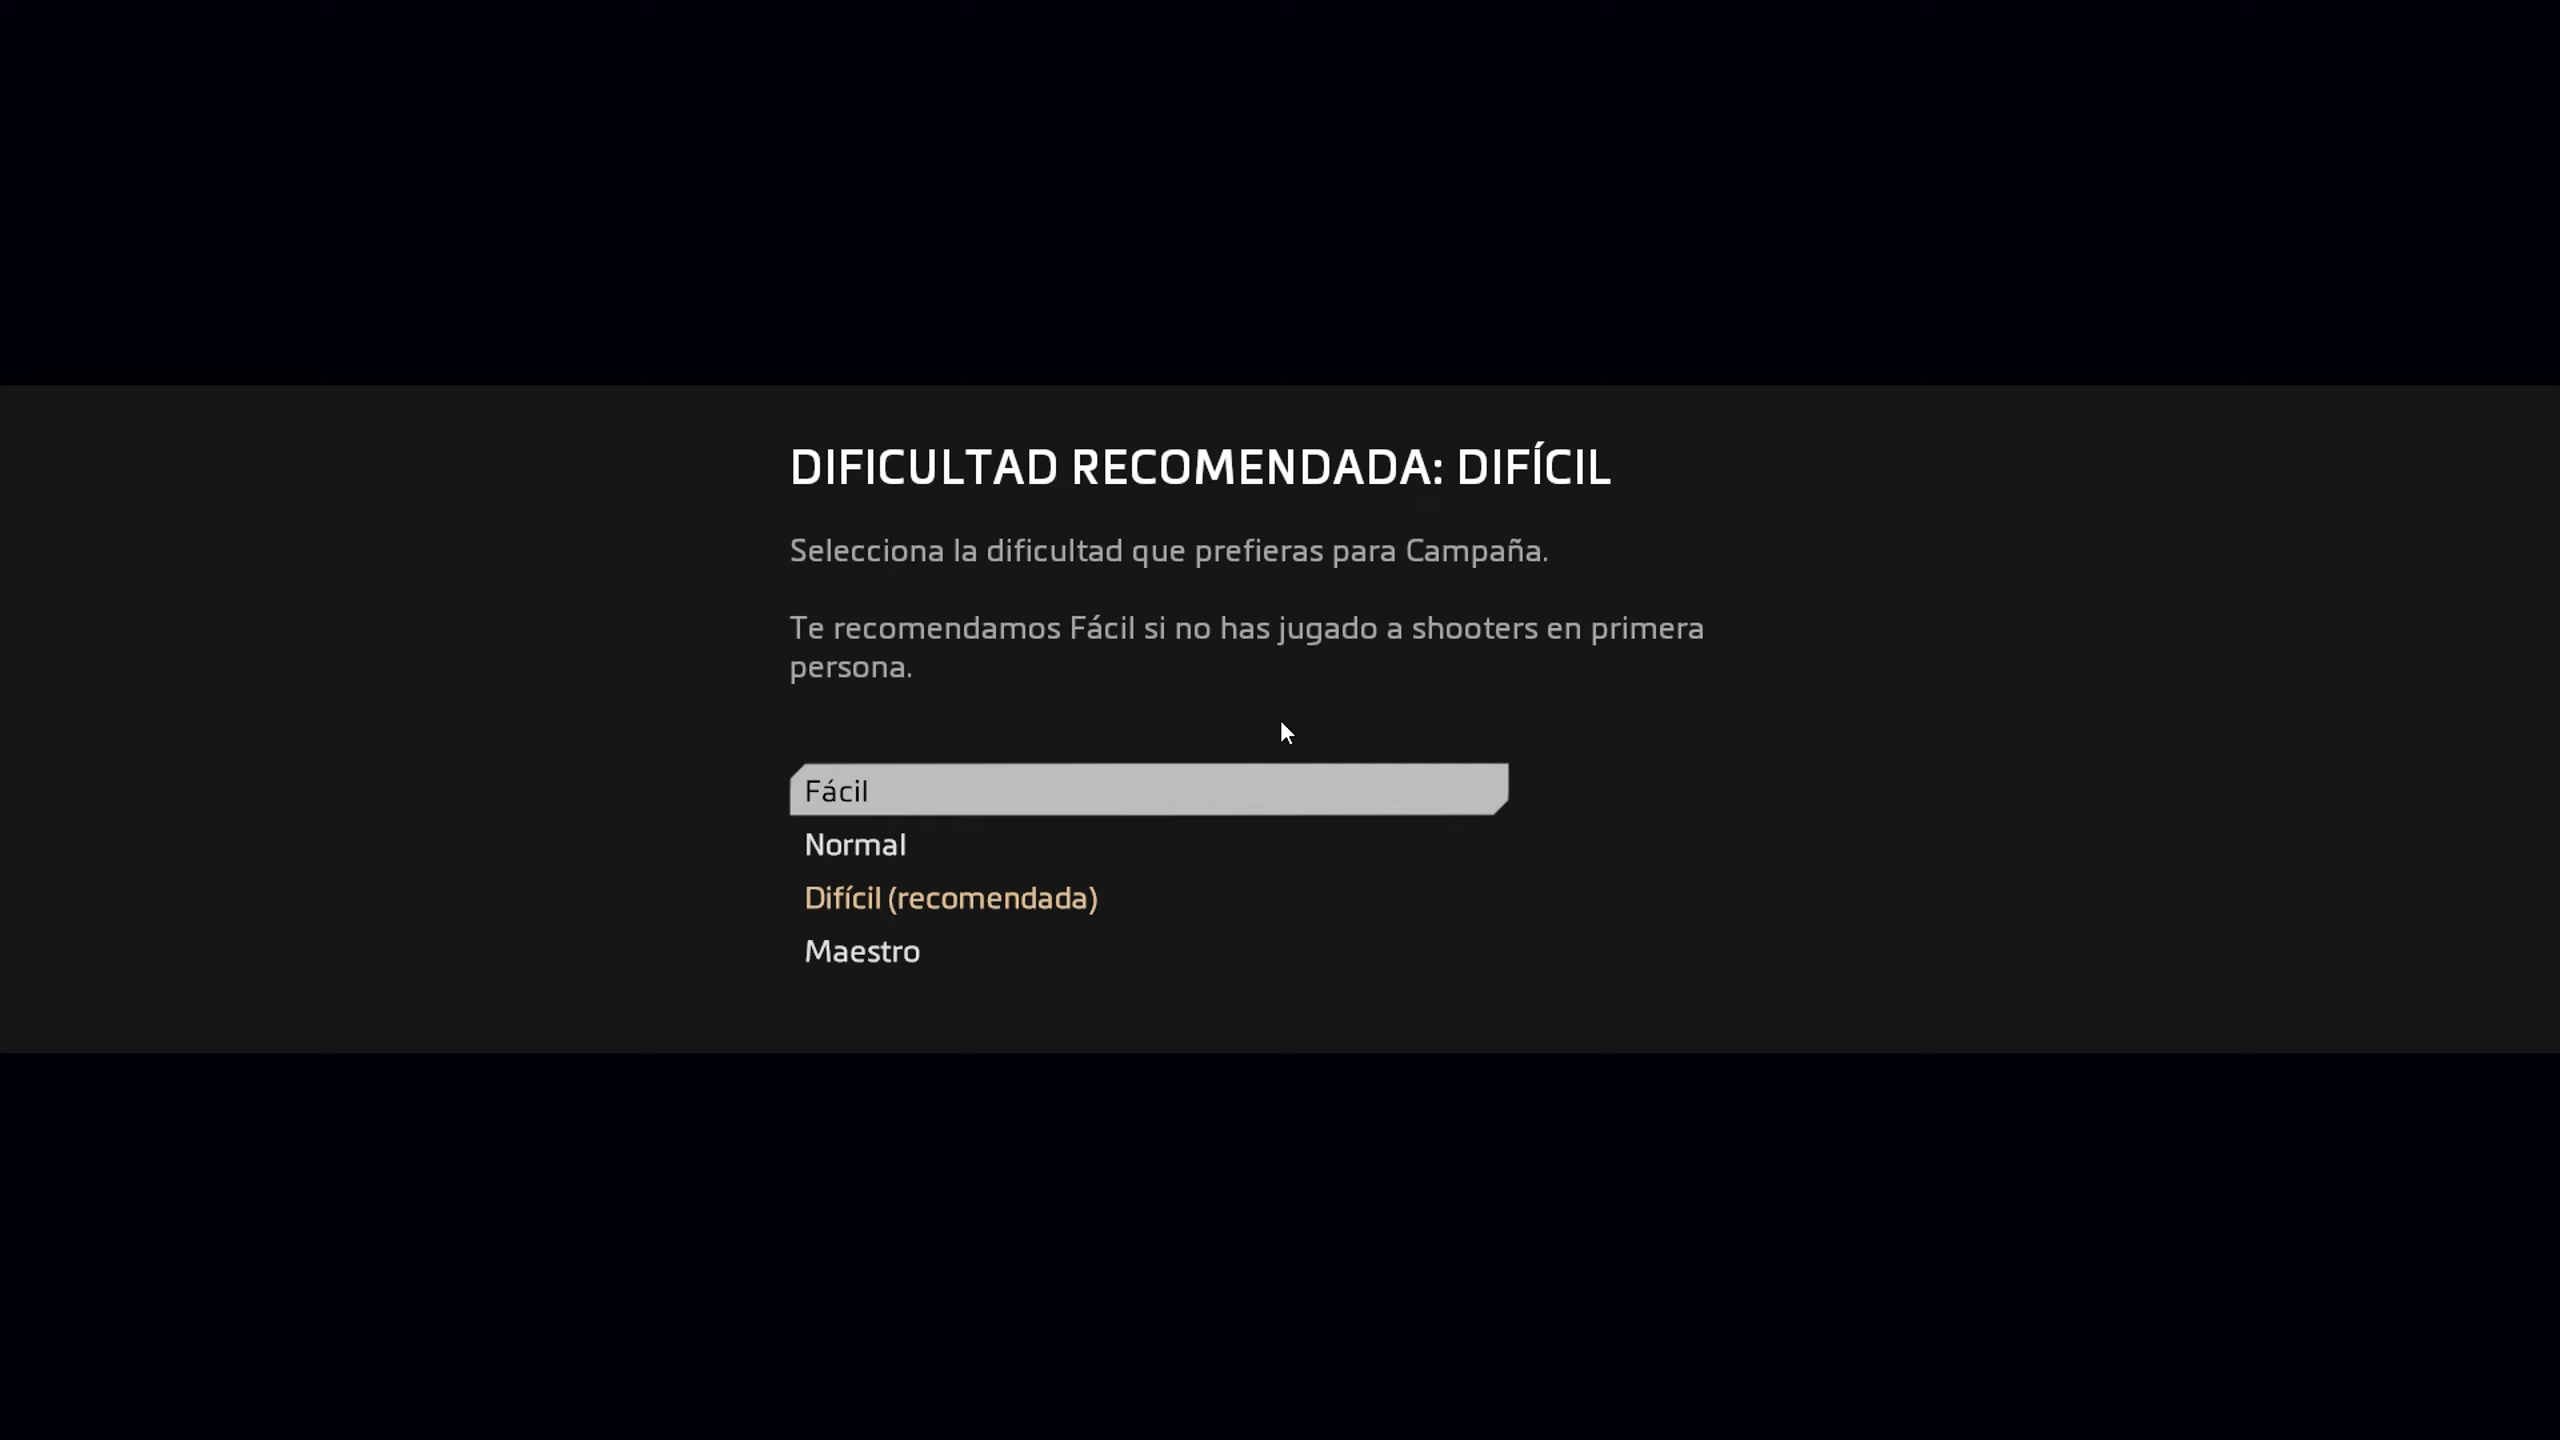 DIFICULTAD RECOMENDADA: DIFÍCIL
Selecciona la dificultad que prefieras para Campaña.
Te recomendamos Fácil si no has jugado a shooters en primera
persona.
Fácil
Normal
Difícil (recomendada)
Maestro